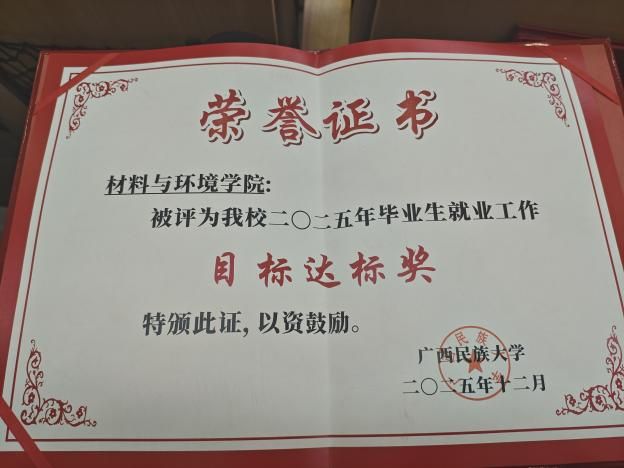 荣誉证书
材料与环境学院:
被评为我校二〇二五年毕业生就业工作
目标达标奖
特颁此证,以资鼓励。
广西民族大学
二〇二五年十二月